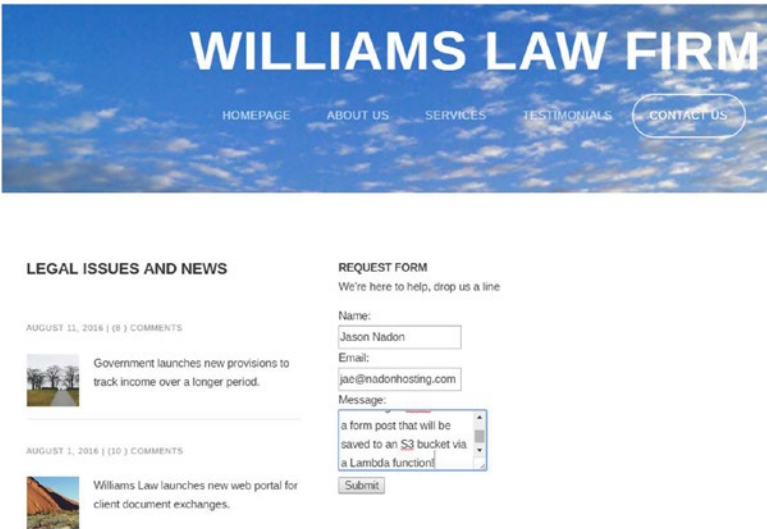 WILLIAMS LAW FIRM
HOMEPAGE ABOUT US SERVICES TESTIMONIALS CONTACT US
LEGAL ISSUES AND NEWS
AUGUST 11, 2016 | (8 ) COMMENTS
Government launches new provisions to
track income over a longer period.
AUGUST 1, 2016 | (10 ) COMMENTS
Williams Law launches new web portal for
client document exchanges.
REQUEST FORM
We're here to help, drop us a line
Name:
Jason Nadon
Email:
jae@nadonhosting.com
Message:
a form post that will be
saved to an S3 bucket via
a Lambda function!
Submit